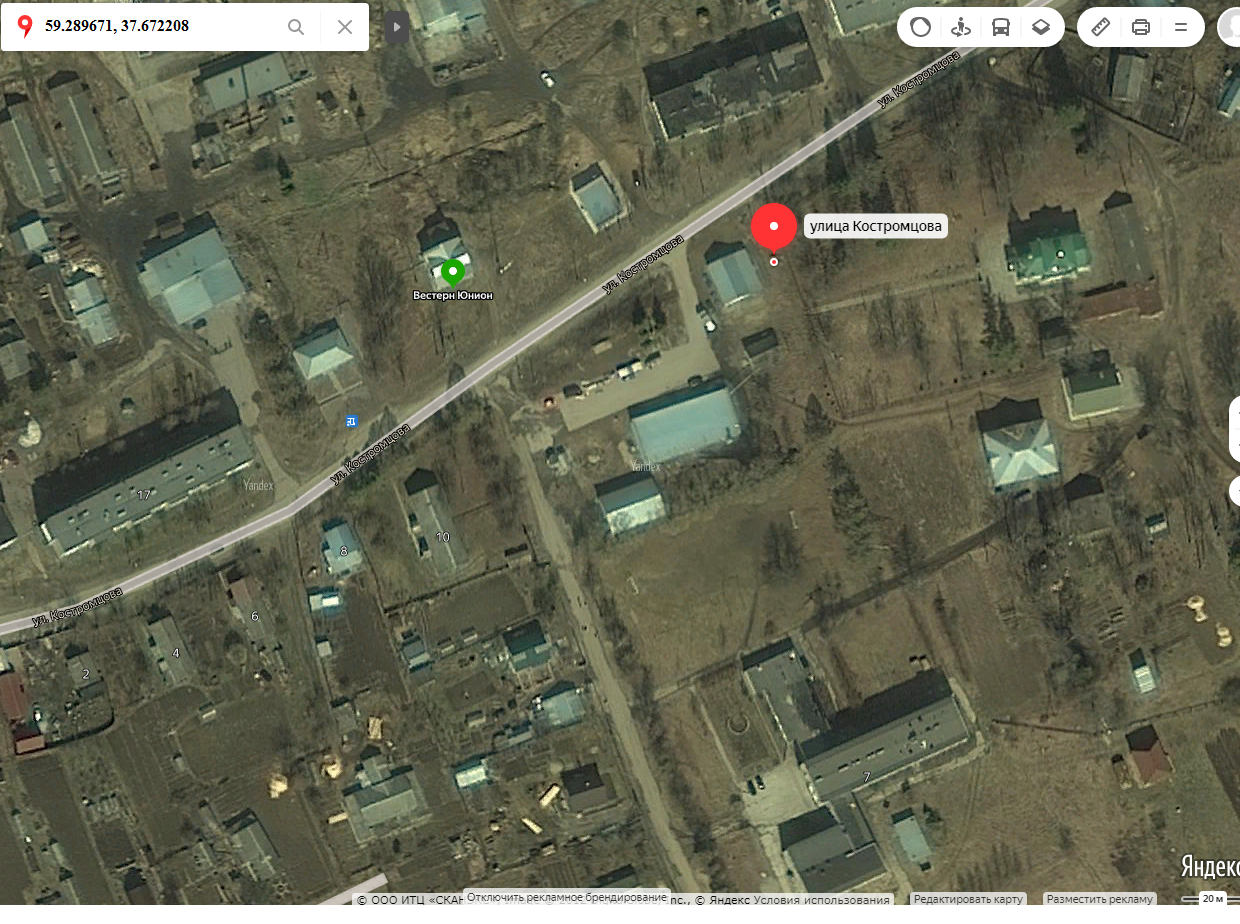 59.289671, 37.672208
ул. Костромцова
улица Костромцова
ул. Костромцова
Вестерн Юнион
ул. Костромцова
Yandex
Yandex
17
10
8
ул. Костромцова
6
4
2
7
Яндекс
© ООО ИТЦ «СКАН
Отключить рекламное брендирование
nc., © Яндекс Условия использования
Редактировать карту
Разместить рекламу
20 м